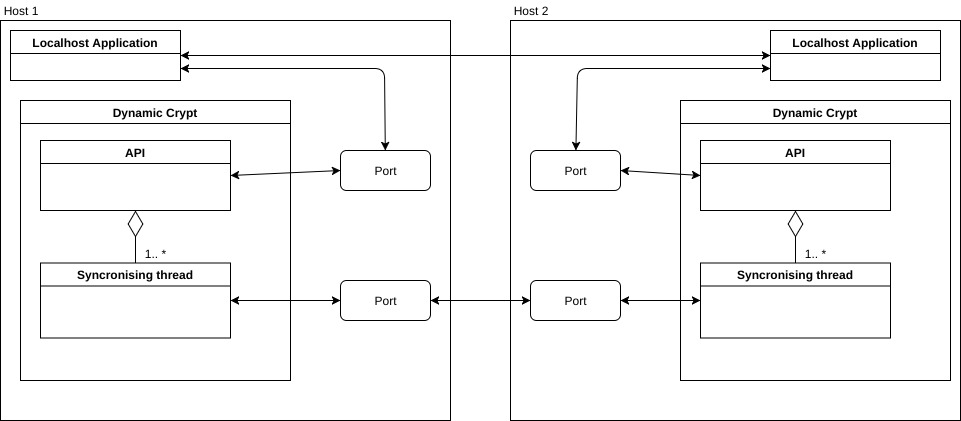 Host 1
Host 2
Localhost Application
Localhost Application
Dynamic Crypt
Dynamic Crypt
API
API
Port
Port
1.. *
1.. *
Syncronising thread
Syncronising thread
Port
Port